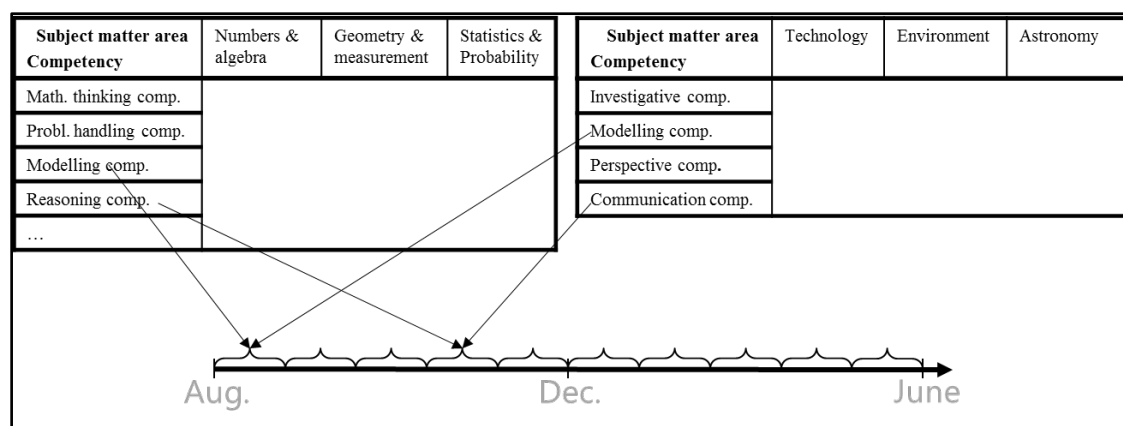 Subject matter area
Competency
Numbers &
algebra
Geometry &
measurement
Statistics &
Probability
Math. thinking comp.
Probl. handling comp.
Modelling comp.
Reasoning comp.
…
Subject matter area
Competency
Technology
Environment
Astronomy
Investigative comp.
Modelling comp.
Perspective comp.
Communication comp.
Aug.
Dec.
June